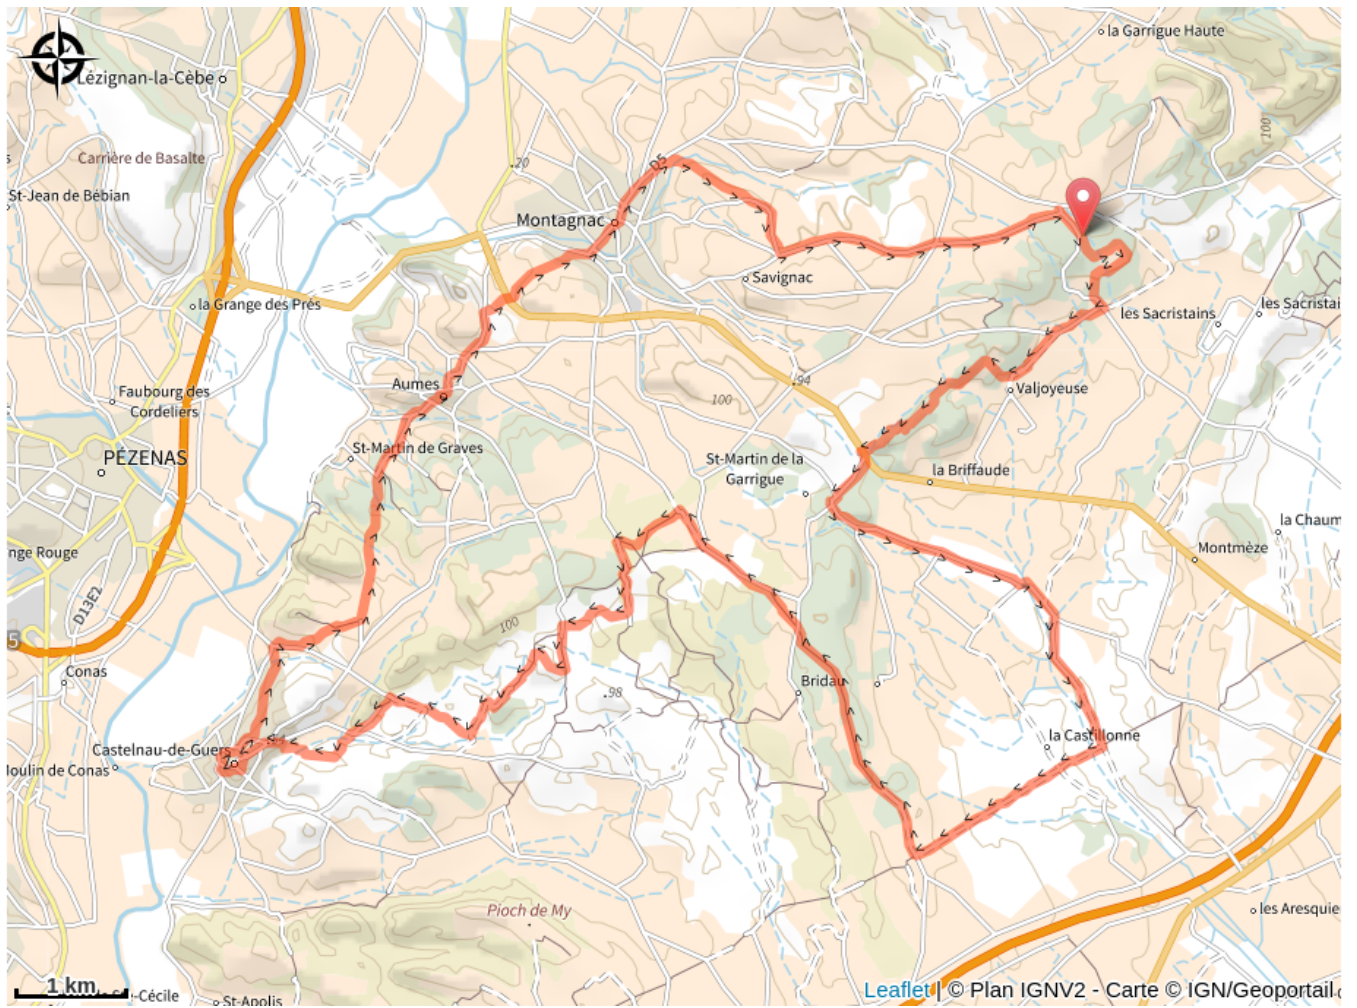 la Garrigue Haute
Lézignan-la-Cèbe
100
Carrière de Basalte
D5
20
St-Jean de Bébian
Montagnac
Savignac
la Grange des Prés
les Sacristains
les Sacristai
Aumes
94
Valjoyeuse
Faubourg des
Cordeliers
100
St-Martin de Graves
PÉZENAS
St-Martin de la
Garrigue
la Briffaude
la Chaum
nge Rouge
Montmèze
D13E2
100
5
Conas
Bridau
98
la Castillonne
Castelnau-de-Guers
Moulin de Conas
Pioch de My
les Aresquie
1 km
-Cécile
St-Apolis
Leaflet | © Plan IGNV2 - Carte © IGN/Geoportail